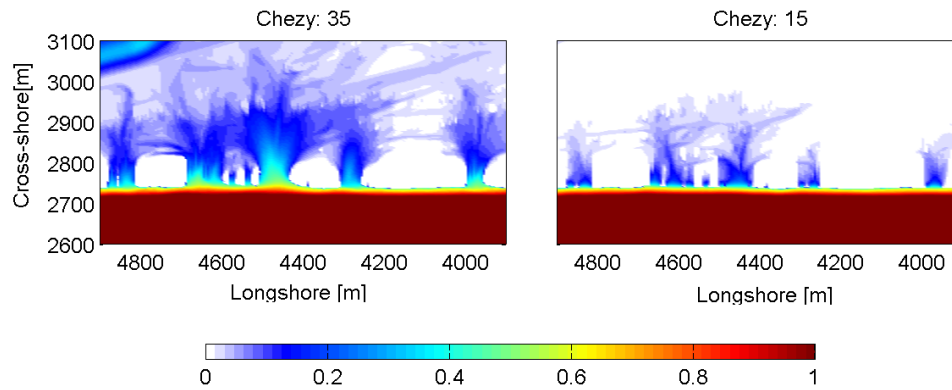 Chezy: 35
Chezy: 15
Cross-shore[m]
3100
3000
2900
2800
2700
2600
4800 4600 4400 4200 4000
4800 4600 4400 4200 4000
Longshore [m]
Longshore [m]
0 0.2 0.4 0.6 0.8 1